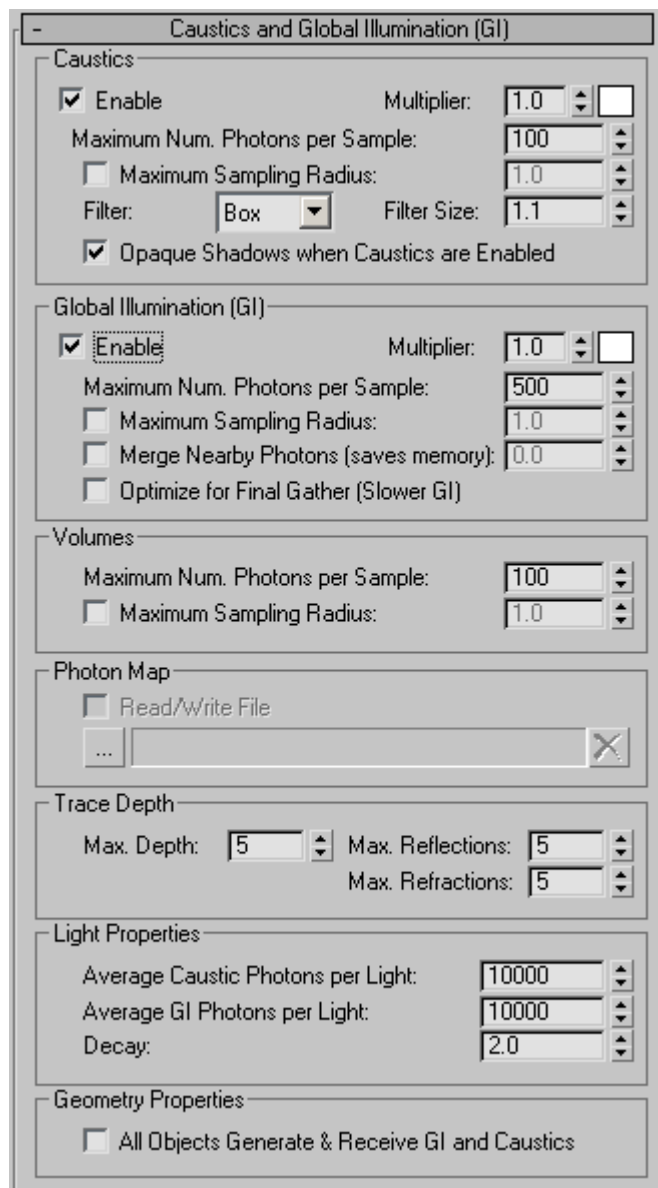 - Caustics and Global Illumination (GI)
Caustics
Enable Multiplier: 1.0
Maximum Num. Photons per Sample: 100
Maximum Sampling Radius: 1.0
Filter: Box Filter Size: 1.1
Opaque Shadows when Caustics are Enabled
Global Illumination (GI)
Enable Multiplier: 1.0
Maximum Num. Photons per Sample: 500
Maximum Sampling Radius: 1.0
Merge Nearby Photons (saves memory): 0.0
Optimize for Final Gather (Slower GI)
Volumes
Maximum Num. Photons per Sample: 100
Maximum Sampling Radius: 1.0
Photon Map
Read/Write File
...
Trace Depth
Max. Depth: 5 Max. Reflections: 5
Max. Refractions: 5
Light Properties
Average Caustic Photons per Light: 10000
Average GI Photons per Light: 10000
Decay: 2.0
Geometry Properties
All Objects Generate & Receive GI and Caustics